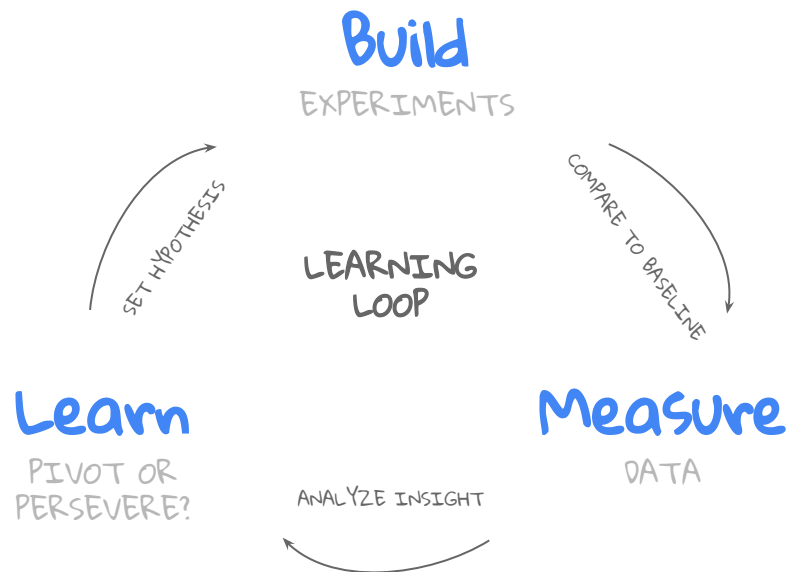 Build
EXPERIMENTS
COMPARE TO BASELINE
SET HYPOTHESIS
LEARNING
LOOP
Learn
PIVOT OR
PERSEVERE?
Measure
DATA
ANALYZE INSIGHT